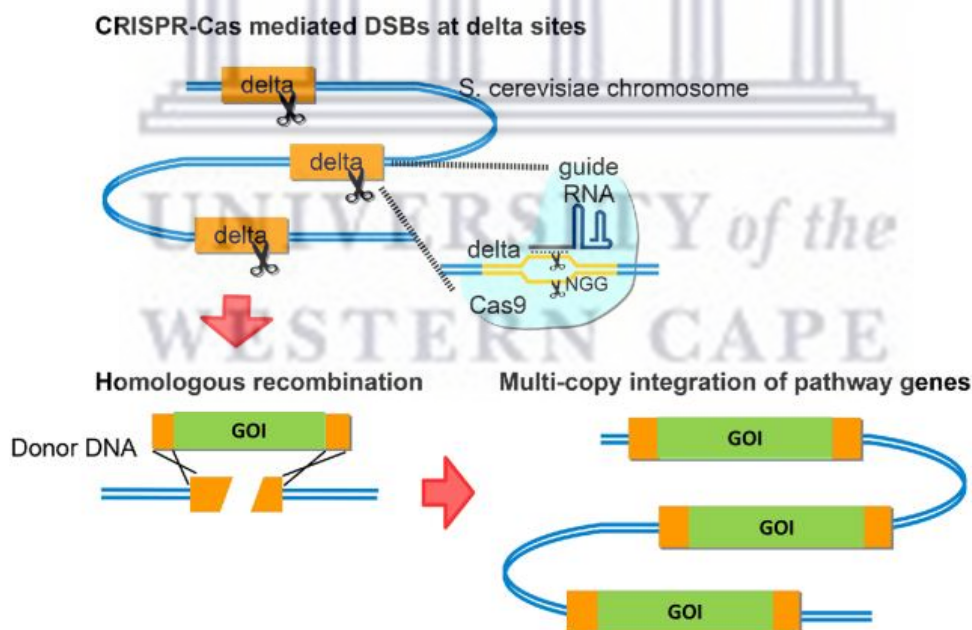 CRISPR-Cas mediated DSBs at delta sites
delta
S. cerevisiae chromosome
delta
guide
RNA
delta
delta
NGG
Cas9
UNIVERSITY of the
WESTERN CAPE
Homologous recombination
Multi-copy integration of pathway genes
GOI
Donor DNA
GOI
GOI
GOI